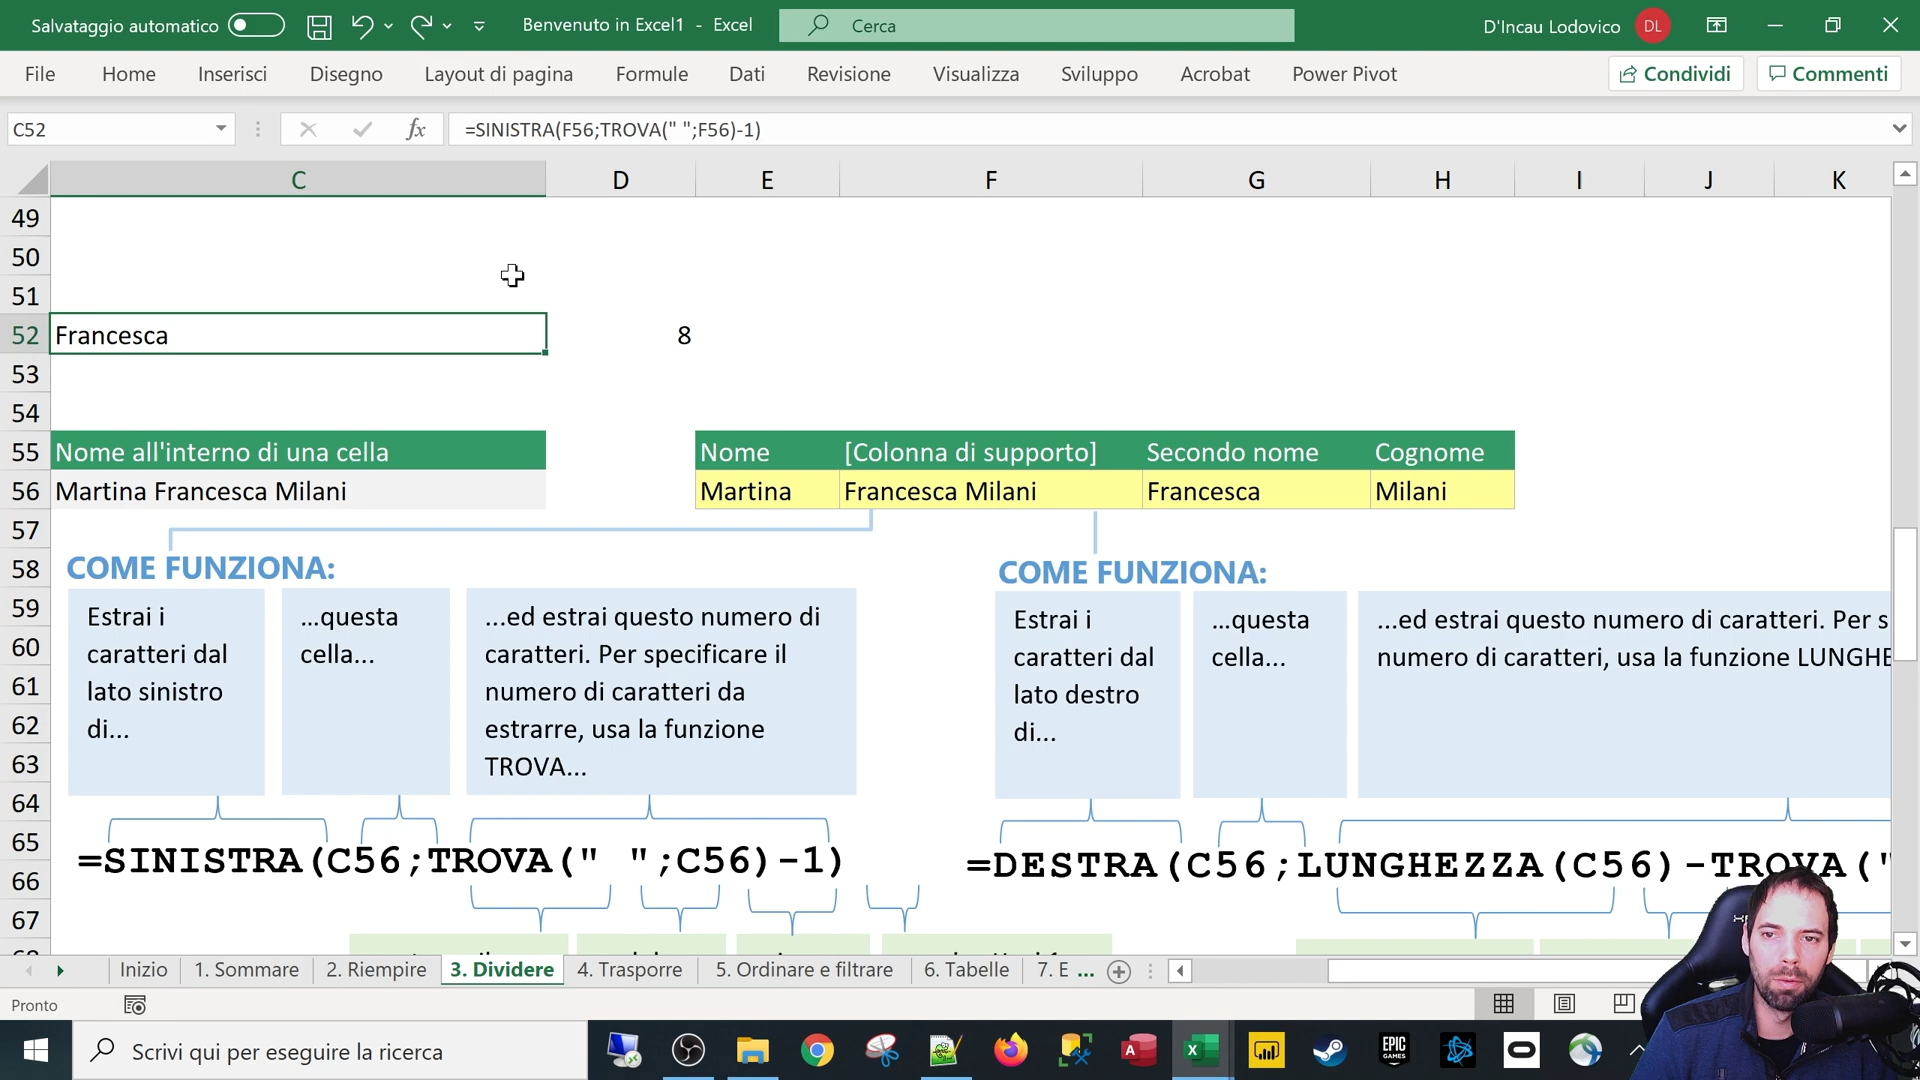 Salvataggio automatico
Benvenuto in Excel1 - Excel
Cerca
D'Incau Lodovico
DL
File
Home
Inserisci
Disegno
Layout di pagina
Formule
Dati
Revisione
Visualizza
Sviluppo
Acrobat
Power Pivot
Condividi
Commenti
C52
fx
=SINISTRA(F56;TROVA(" ";F56)-1)
C D E F G H I J K
49
50
51
52 Francesca 8
53
54
55 Nome all'interno di una cella Nome [Colonna di supporto] Secondo nome Cognome
56 Martina Francesca Milani Martina Francesca Milani Francesca Milani
57
58
59
60
61
62
63
64
65
66
67
COME FUNZIONA:
Estrai i
caratteri dal
lato sinistro
di...
...questa
cella...
...ed estrai questo numero di
caratteri. Per specificare il
numero di caratteri da
estrarre, usa la funzione
TROVA...
=SINISTRA(C56;TROVA(" ";C56)-1)
COME FUNZIONA:
Estrai i
caratteri dal
lato destro
di...
...questa
cella...
...ed estrai questo numero di caratteri. Per s
numero di caratteri, usa la funzione LUNGHE
=DESTRA(C56;LUNGHEZZA(C56)-TROVA("
Inizio
1. Sommare
2. Riempire
3. Dividere
4. Trasporre
5. Ordinare e filtrare
6. Tabelle
7. E ...
Pronto
Scrivi qui per eseguire la ricerca
A
X
EPIC
GAMES